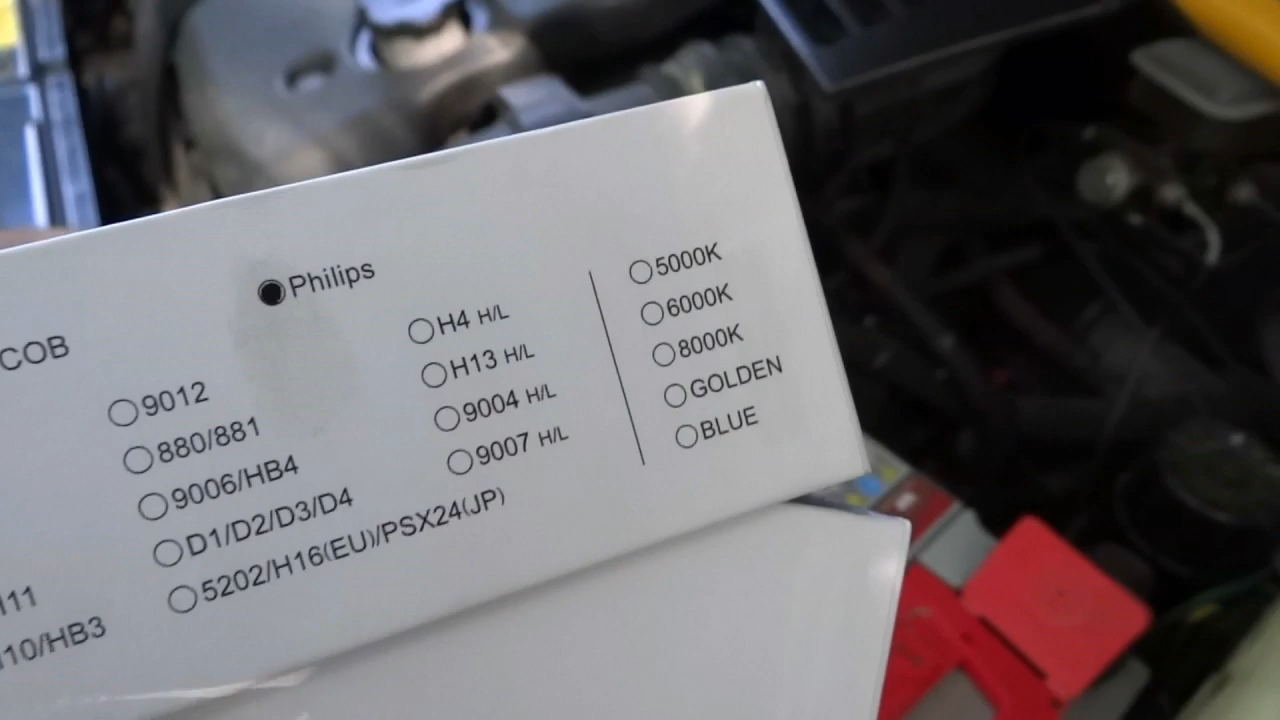 COB
Philips
9012
880/881
9006/HB4
D1/D2/D3/D4
5202/H16(EU)/PSX24(JP)
H4 H/L
H13 H/L
9004 H/L
9007 H/L
5000K
6000K
8000K
GOLDEN
BLUE